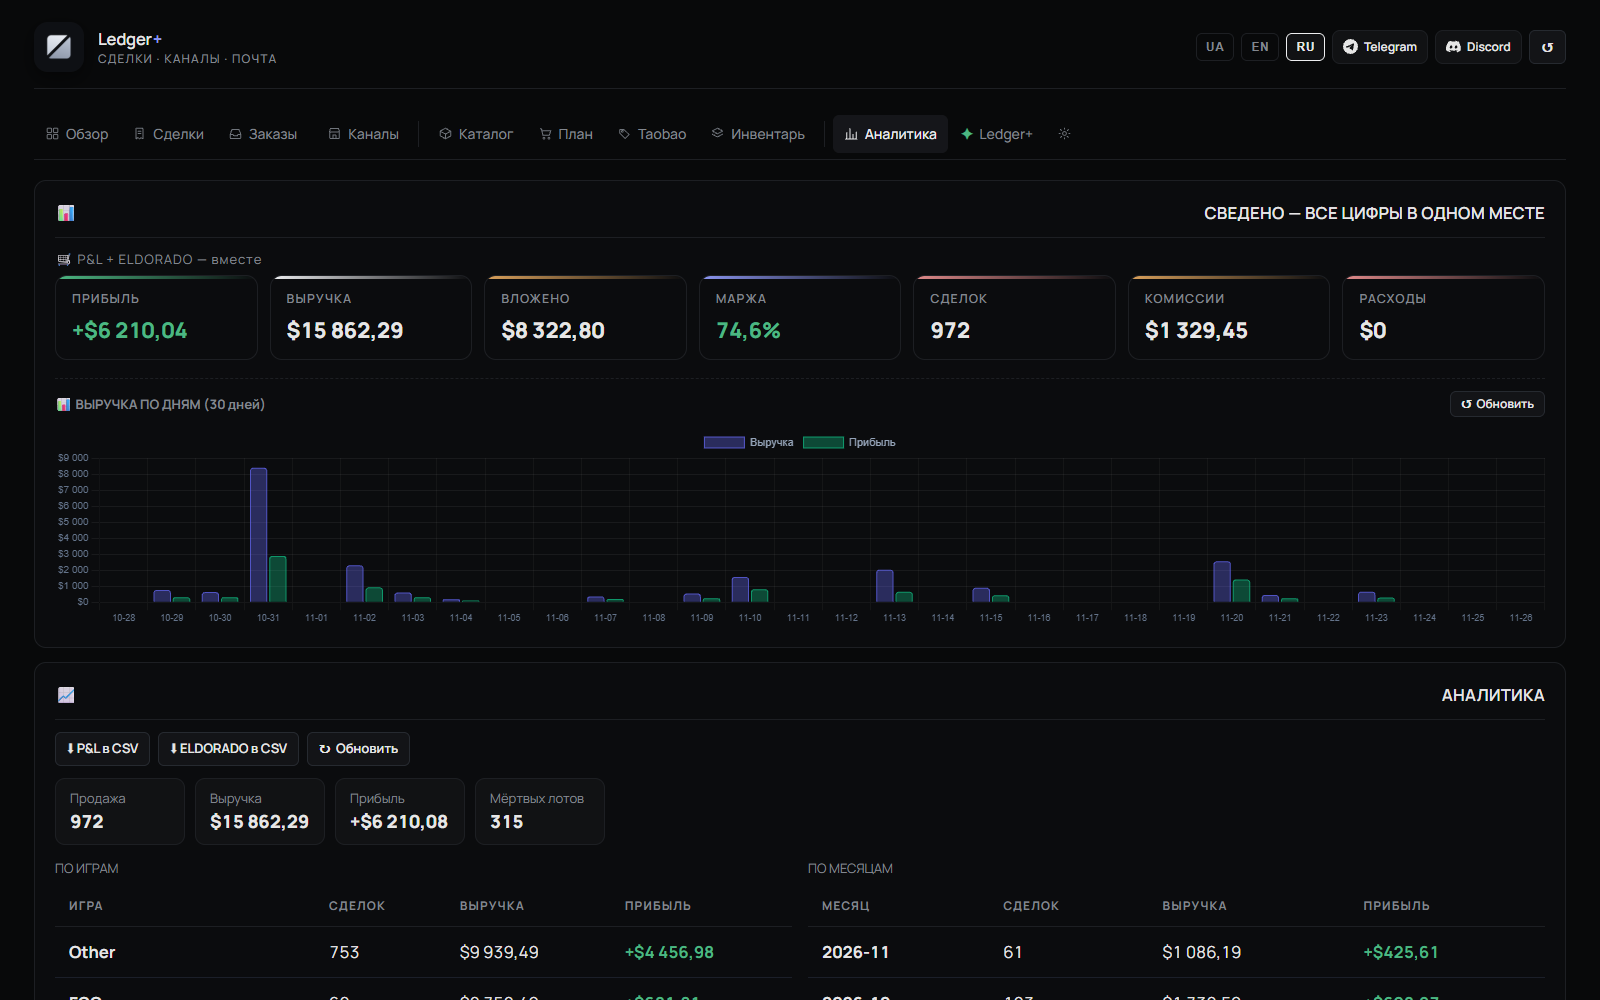 Ledger+
СДЕЛКИ · КАНАЛЫ · ПОЧТА
UA EN RU Telegram Discord
Обзор Сделки Заказы Каналы Каталог План Taobao Инвентарь Аналитика Ledger+
СВЕДЕНО — ВСЕ ЦИФРЫ В ОДНОМ МЕСТЕ
P&L + ELDORADO — вместе
ПРИБЫЛЬ ВЫРУЧКА ВЛОЖЕНО МАРЖА СДЕЛОК КОМИССИИ РАСХОДЫ
+$6 210,04 $15 862,29 $8 322,80 74,6% 972 $1 329,45 $0
ВЫРУЧКА ПО ДНЯМ (30 дней) ↺ Обновить
Выручка Прибыль
$9 000
$8 000
$7 000
$6 000
$5 000
$4 000
$3 000
$2 000
$1 000
$0
10-28 10-29 10-30 10-31 11-01 11-02 11-03 11-04 11-05 11-06 11-07 11-08 11-09 11-10 11-11 11-12 11-13 11-14 11-15 11-16 11-17 11-18 11-19 11-20 11-21 11-22 11-23 11-24 11-25 11-26
АНАЛИТИКА
⬇ P&L в CSV ⬇ ELDORADO в CSV ↻ Обновить
Продажа Выручка Прибыль Мёртвых лотов
972 $15 862,29 +$6 210,08 315
ПО ИГРАМ ПО МЕСЯЦАМ
ИГРА СДЕЛОК ВЫРУЧКА ПРИБЫЛЬ МЕСЯЦ СДЕЛОК ВЫРУЧКА ПРИБЫЛЬ
Other 753 $9 939,49 +$4 456,98 2026-11 61 $1 086,19 +$425,61